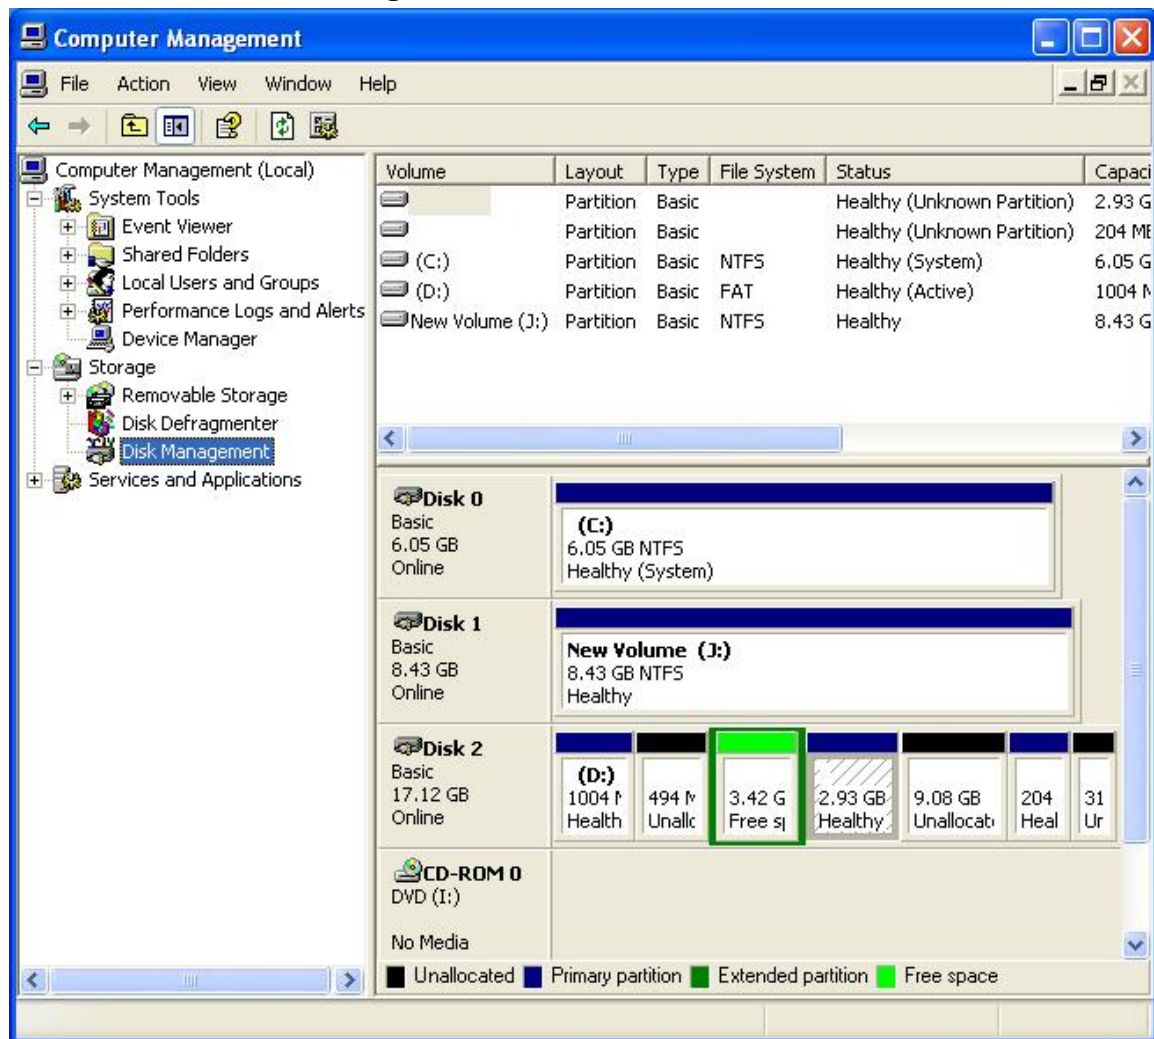 Computer Management
File Action View Window Help
Computer Management (Local)
System Tools
Event Viewer
Shared Folders
Local Users and Groups
Performance Logs and Alerts
Device Manager
Storage
Removable Storage
Disk Defragmenter
Disk Management
Services and Applications
Volume Layout Type File System Status Capaci
Partition Basic Healthy (Unknown Partition) 2.93 G
Partition Basic Healthy (Unknown Partition) 204 ME
(C:) Partition Basic NTFS Healthy (System) 6.05 G
(D:) Partition Basic FAT Healthy (Active) 1004 M
New Volume (J:) Partition Basic NTFS Healthy 8.43 G
Disk 0
Basic
6.05 GB
Online
(C:)
6.05 GB NTFS
Healthy (System)
Disk 1
Basic
8.43 GB
Online
New Volume (J:)
8.43 GB NTFS
Healthy
Disk 2
Basic
17.12 GB
Online
(D:)
1004 M
Health
494 M
Unallc
3.42 G
Free sp
2.93 GB
Healthy
9.08 GB
Unallocat
204
Heal
31
Ur
CD-ROM 0
DVD (I:)
No Media
Unallocated Primary partition Extended partition Free space